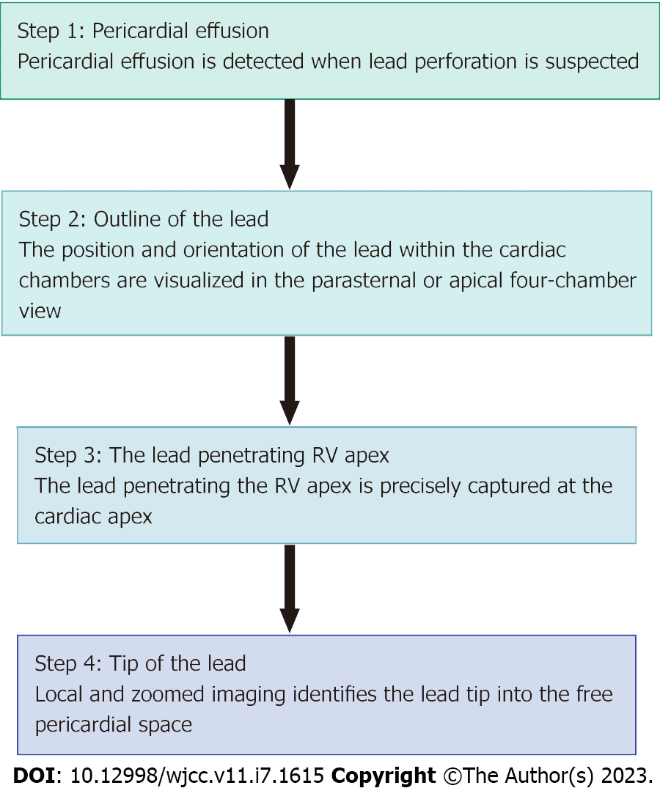 Step 1: Pericardial effusion
Pericardial effusion is detected when lead perforation is suspected
Step 2: Outline of the lead
The position and orientation of the lead within the cardiac
chambers are visualized in the parasternal or apical four-chamber
view
Step 3: The lead penetrating RV apex
The lead penetrating the RV apex is precisely captured at the
cardiac apex
Step 4: Tip of the lead
Local and zoomed imaging identifies the lead tip into the free
pericardial space
DOI: 10.12998/wjcc.v11.i7.1615 Copyright ©The Author(s) 2023.